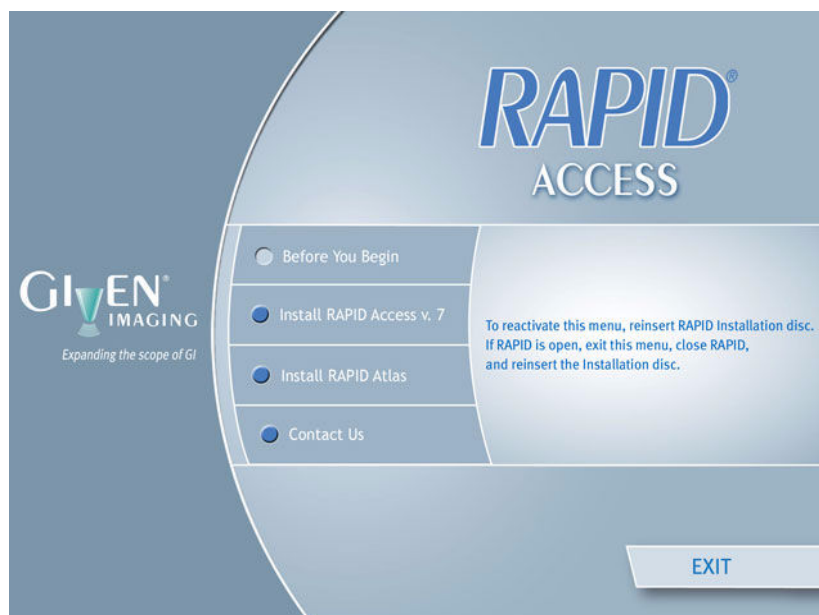 RAPID®
ACCESS
GIVEN®
IMAGING
Expanding the scope of GI
Before You Begin
Install RAPID Access v. 7
Install RAPID Atlas
Contact Us
To reactivate this menu, reinsert RAPID Installation disc.
If RAPID is open, exit this menu, close RAPID,
and reinsert the Installation disc.
EXIT